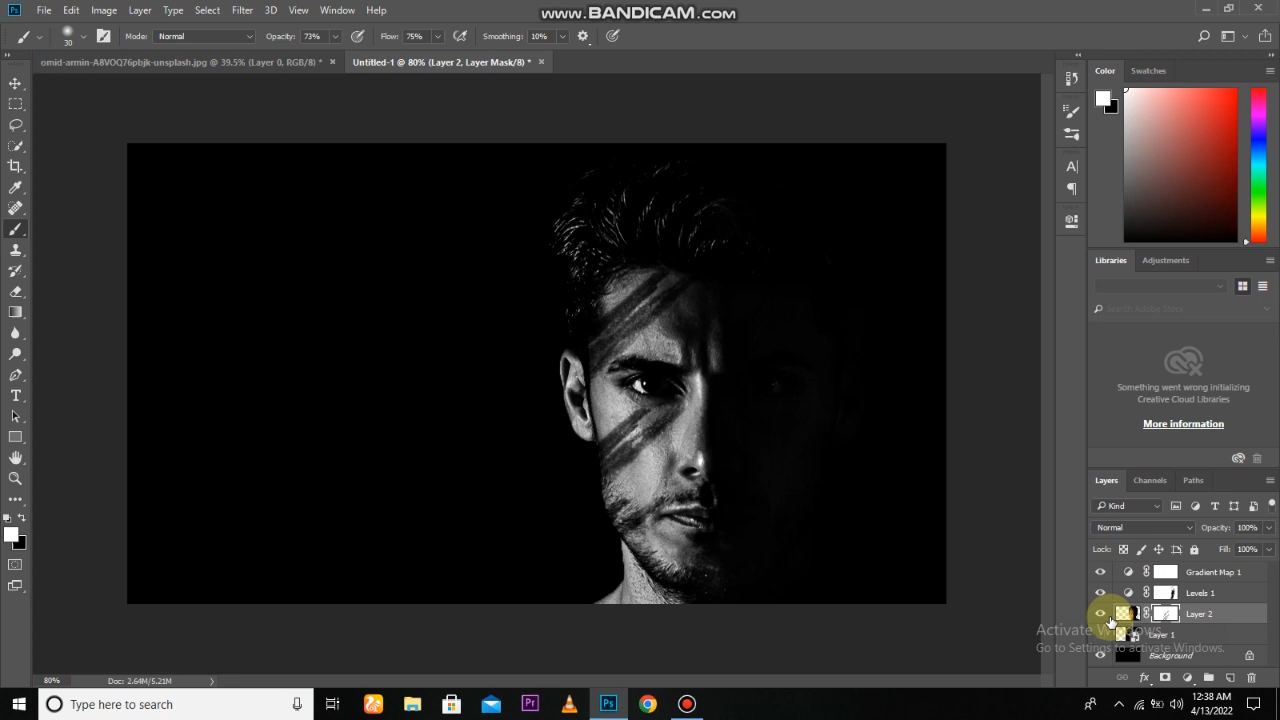 www.BANDICAM.com
File Edit Image Layer Type Select Filter 3D View Window Help
30 Mode: Normal Opacity: 73% Flow: 75% Smoothing: 10%
omid-armin-A8VOQ76pbjk-unsplash.jpg @ 39.5% (Layer 0, RGB/8) * × Untitled-1 @ 80% (Layer 2, Layer Mask/8) * ×
Color Swatches
Libraries Adjustments
Search Adobe Stock
Something went wrong initializing
Creative Cloud Libraries
More information
Layers Channels Paths
Kind
Normal Opacity: 100%
Lock: Fill: 100%
Gradient Map 1
Levels 1
Layer 2
Layer 1
Background
Activate Windows
Go to Settings to activate Windows.
80% Doc: 2.64M/5.21M
Type here to search
12:38 AM
4/13/2022